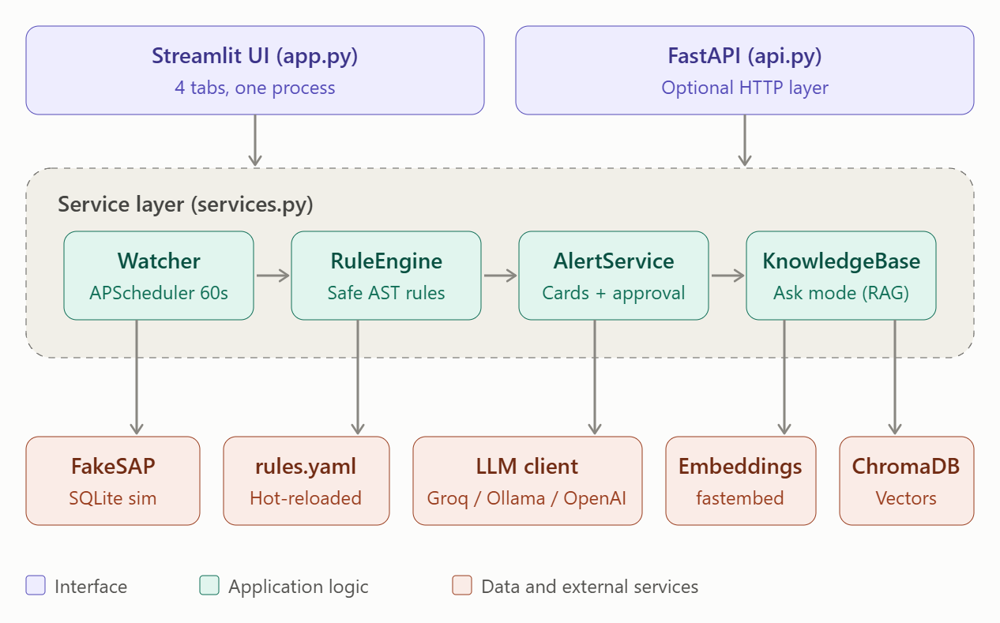 Streamlit UI (app.py)
4 tabs, one process
FastAPI (api.py)
Optional HTTP layer
Service layer (services.py)
Watcher
APScheduler 60s
RuleEngine
Safe AST rules
AlertService
Cards + approval
KnowledgeBase
Ask mode (RAG)
FakeSAP
SQLite sim
rules.yaml
Hot-reloaded
LLM client
Groq / Ollama / OpenAI
Embeddings
fastembed
ChromaDB
Vectors
Interface
Application logic
Data and external services